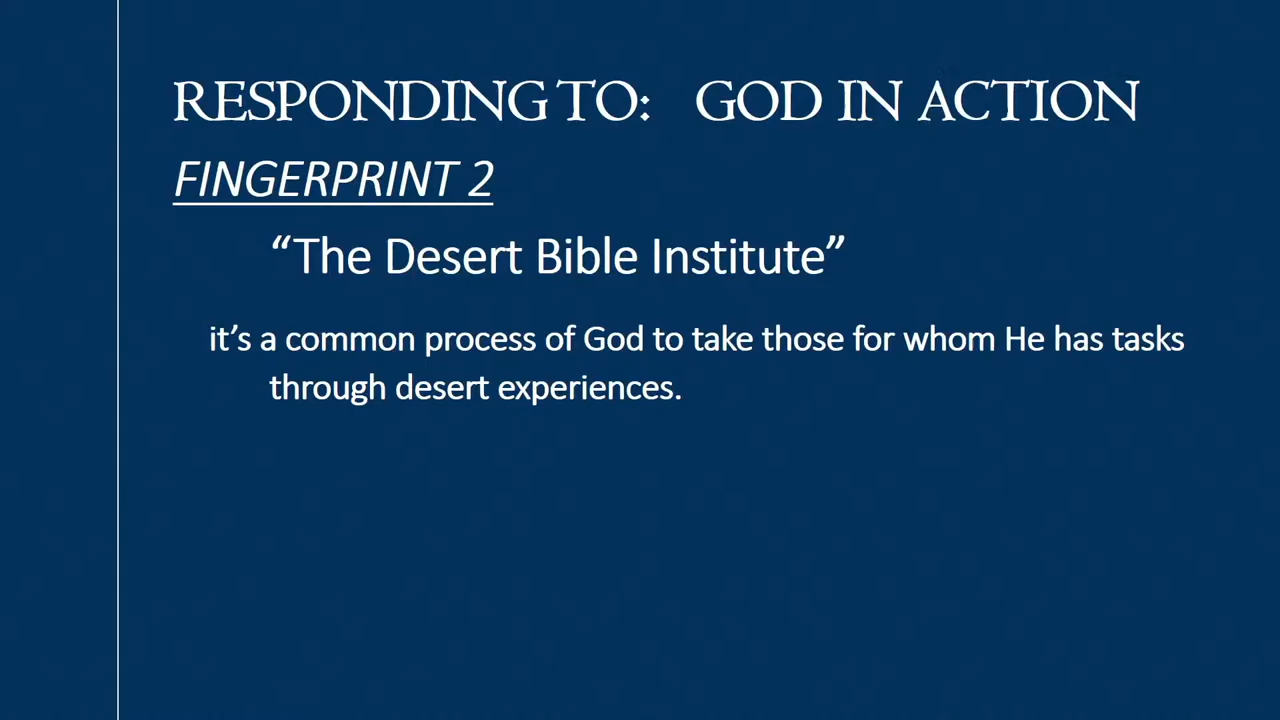 RESPONDING TO: GOD IN ACTION
FINGERPRINT 2
“The Desert Bible Institute”
it’s a common process of God to take those for whom He has tasks
through desert experiences.